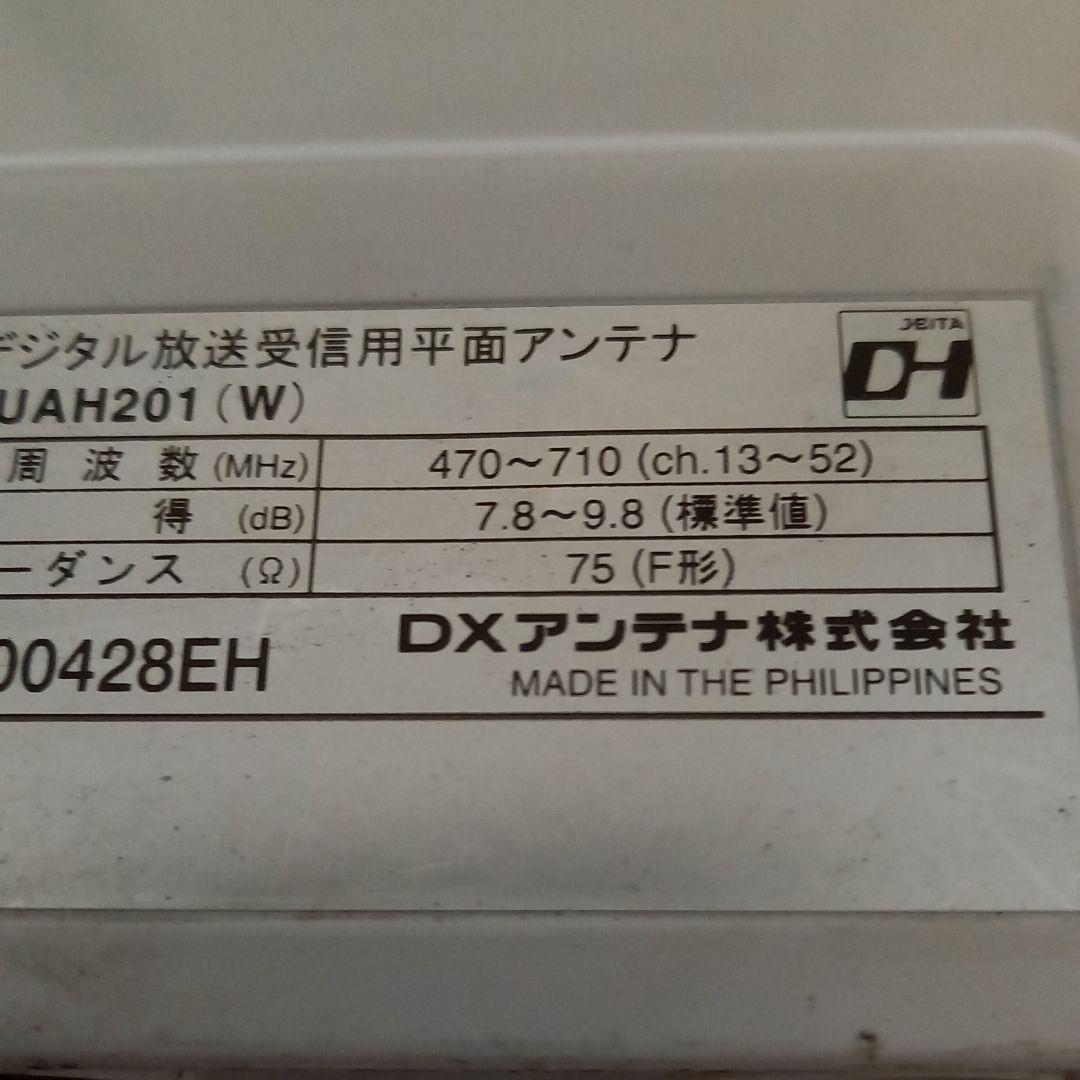 デジタル放送受信用平面アンテナ
JEITA
DH
UAH201(W)
周波数(MHz) 470〜710(ch.13〜52)
得(dB) 7.8〜9.8(標準値)
ーダンス(Ω) 75(F形)
DXアンテナ株式会社
00428EH
MADE IN THE PHILIPPINES